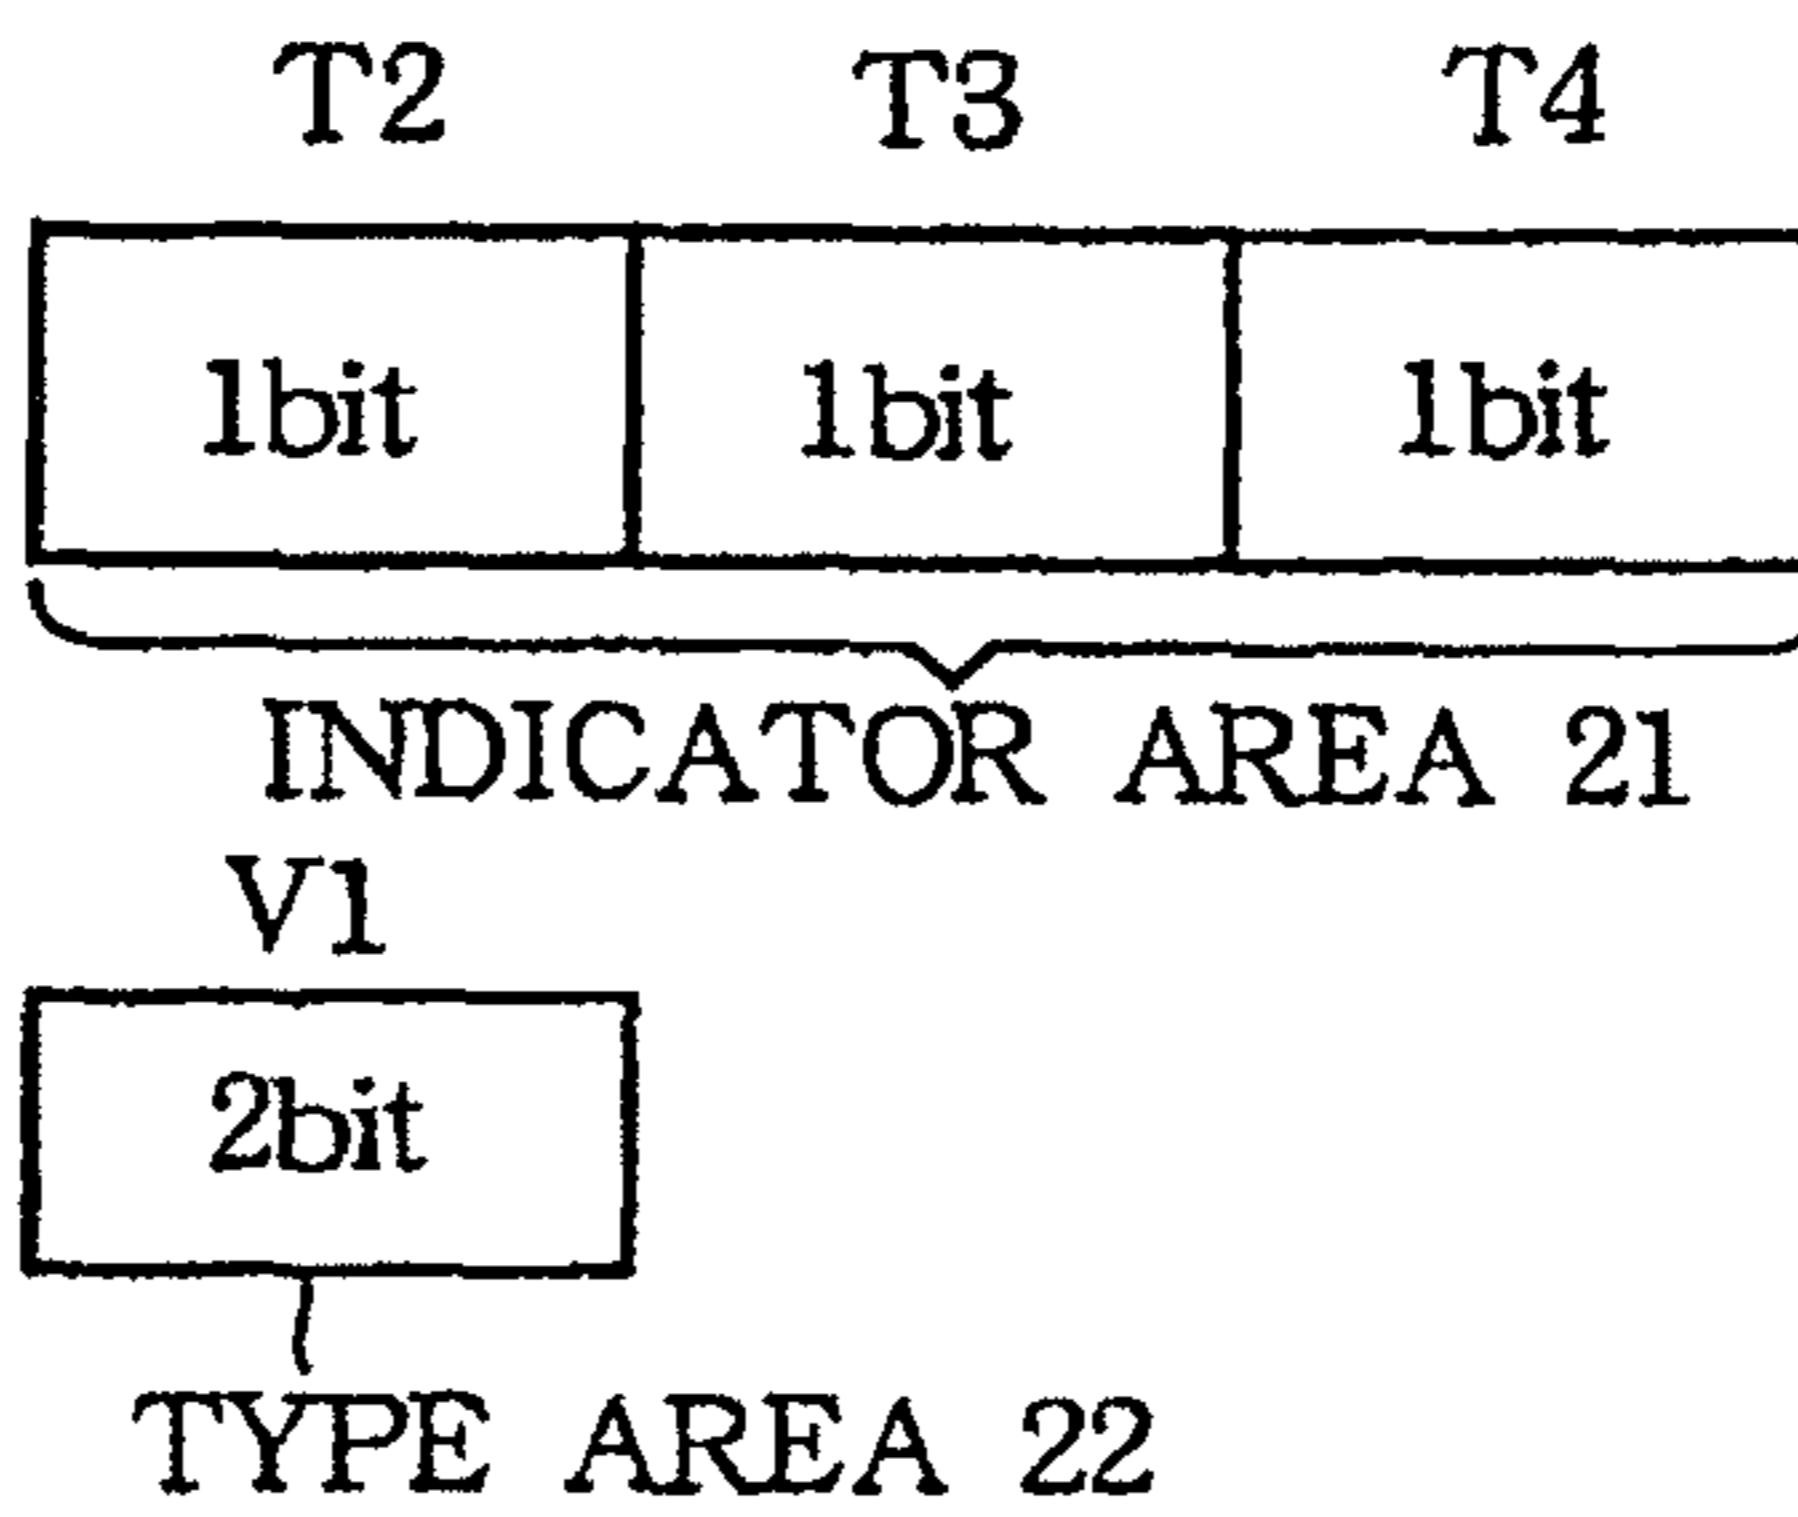 T2 T3 T4
1bit 1bit 1bit
INDICATOR AREA 21
V1
2bit
TYPE AREA 22